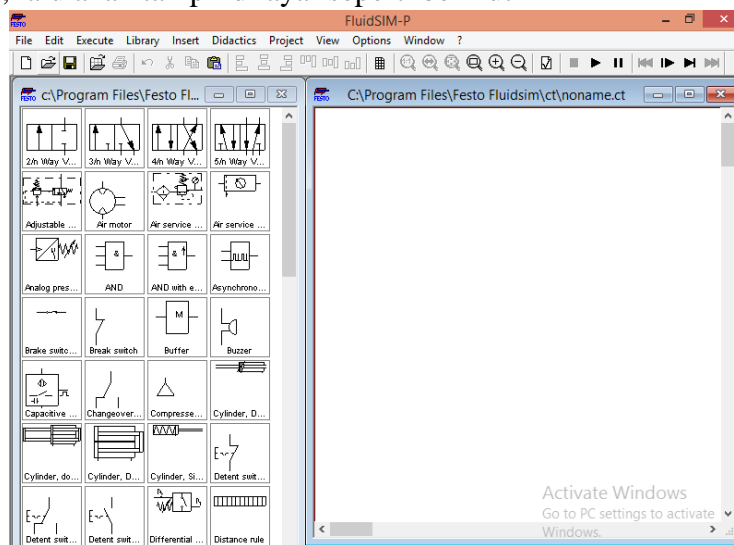 FESTO FluidSIM-P
File Edit Execute Library Insert Didactics Project View Options Window ?
FESTO c:\Program Files\Festo Fl...
FESTO C:\Program Files\Festo Fluidsim\ct\noname.ct
2/n Way V... 3/n Way V... 4/n Way V... 5/n Way V...
Adjustable ... Air motor Air service ... Air service ...
Analog pres... AND AND with e... Asynchrono...
& &
M
Brake switc... Break switch Buffer Buzzer
Capacitive ... Changeover... Compresse... Cylinder, D...
Cylinder, do... Cylinder, D... Cylinder, Si... Detent swit...
Detent swit... Detent swit... Differential ... Distance rule
Activate Windows
Go to PC settings to activate
Windows.